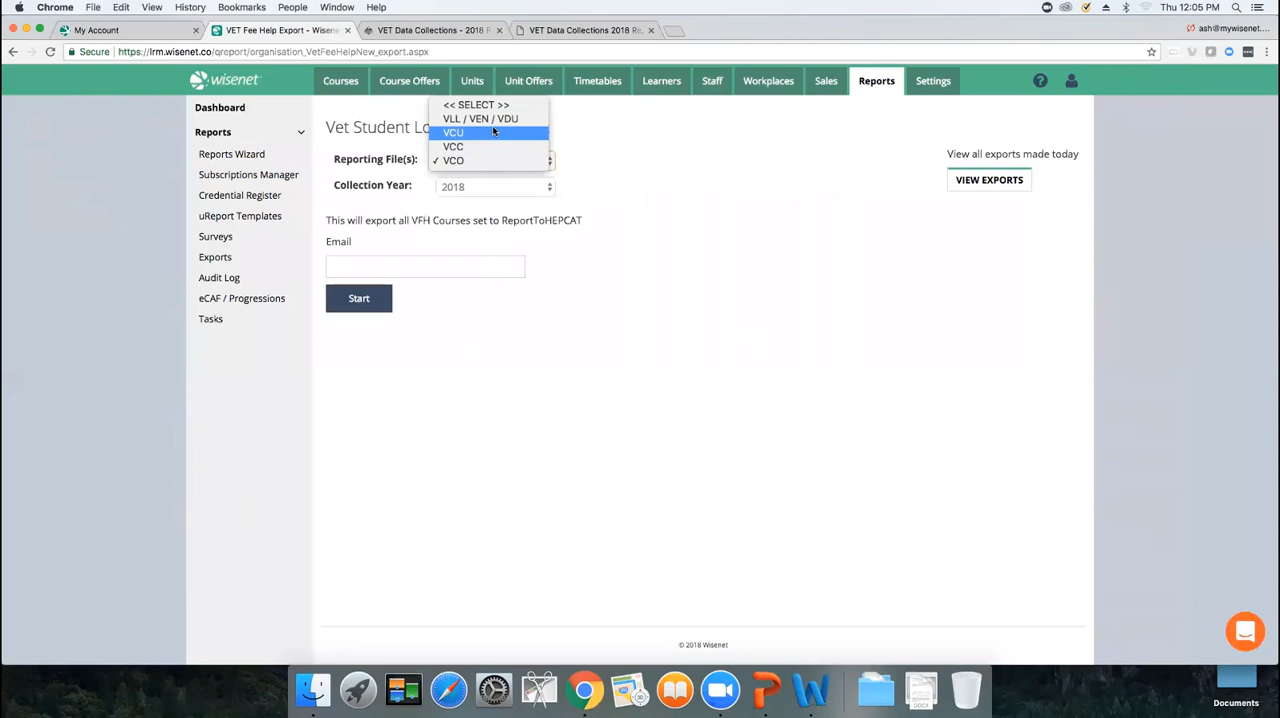 Chrome File Edit View History Bookmarks People Window Help Thu 12:05 PM
My Account VET Fee Help Export - Wisen VET Data Collections - 2018 R VET Data Collections 2018 Re ash@mywisenet....
Secure https://lrm.wisenet.co/qreport/organisation_VetFeeHelpNew_export.aspx
wisenet Courses Course Offers Units Unit Offers Timetables Learners Staff Workplaces Sales Reports Settings
Dashboard
Reports
Reports Wizard
Subscriptions Manager
Credential Register
uReport Templates
Surveys
Exports
Audit Log
eCAF / Progressions
Tasks
Vet Student Lo
<< SELECT >>
VLL / VEN / VDU
VCU
VCC
✓ VCO
Reporting File(s):
Collection Year: 2018
This will export all VFH Courses set to ReportToHEPCAT
Email
Start
View all exports made today
VIEW EXPORTS
© 2018 Wisenet
DOCX
Documents